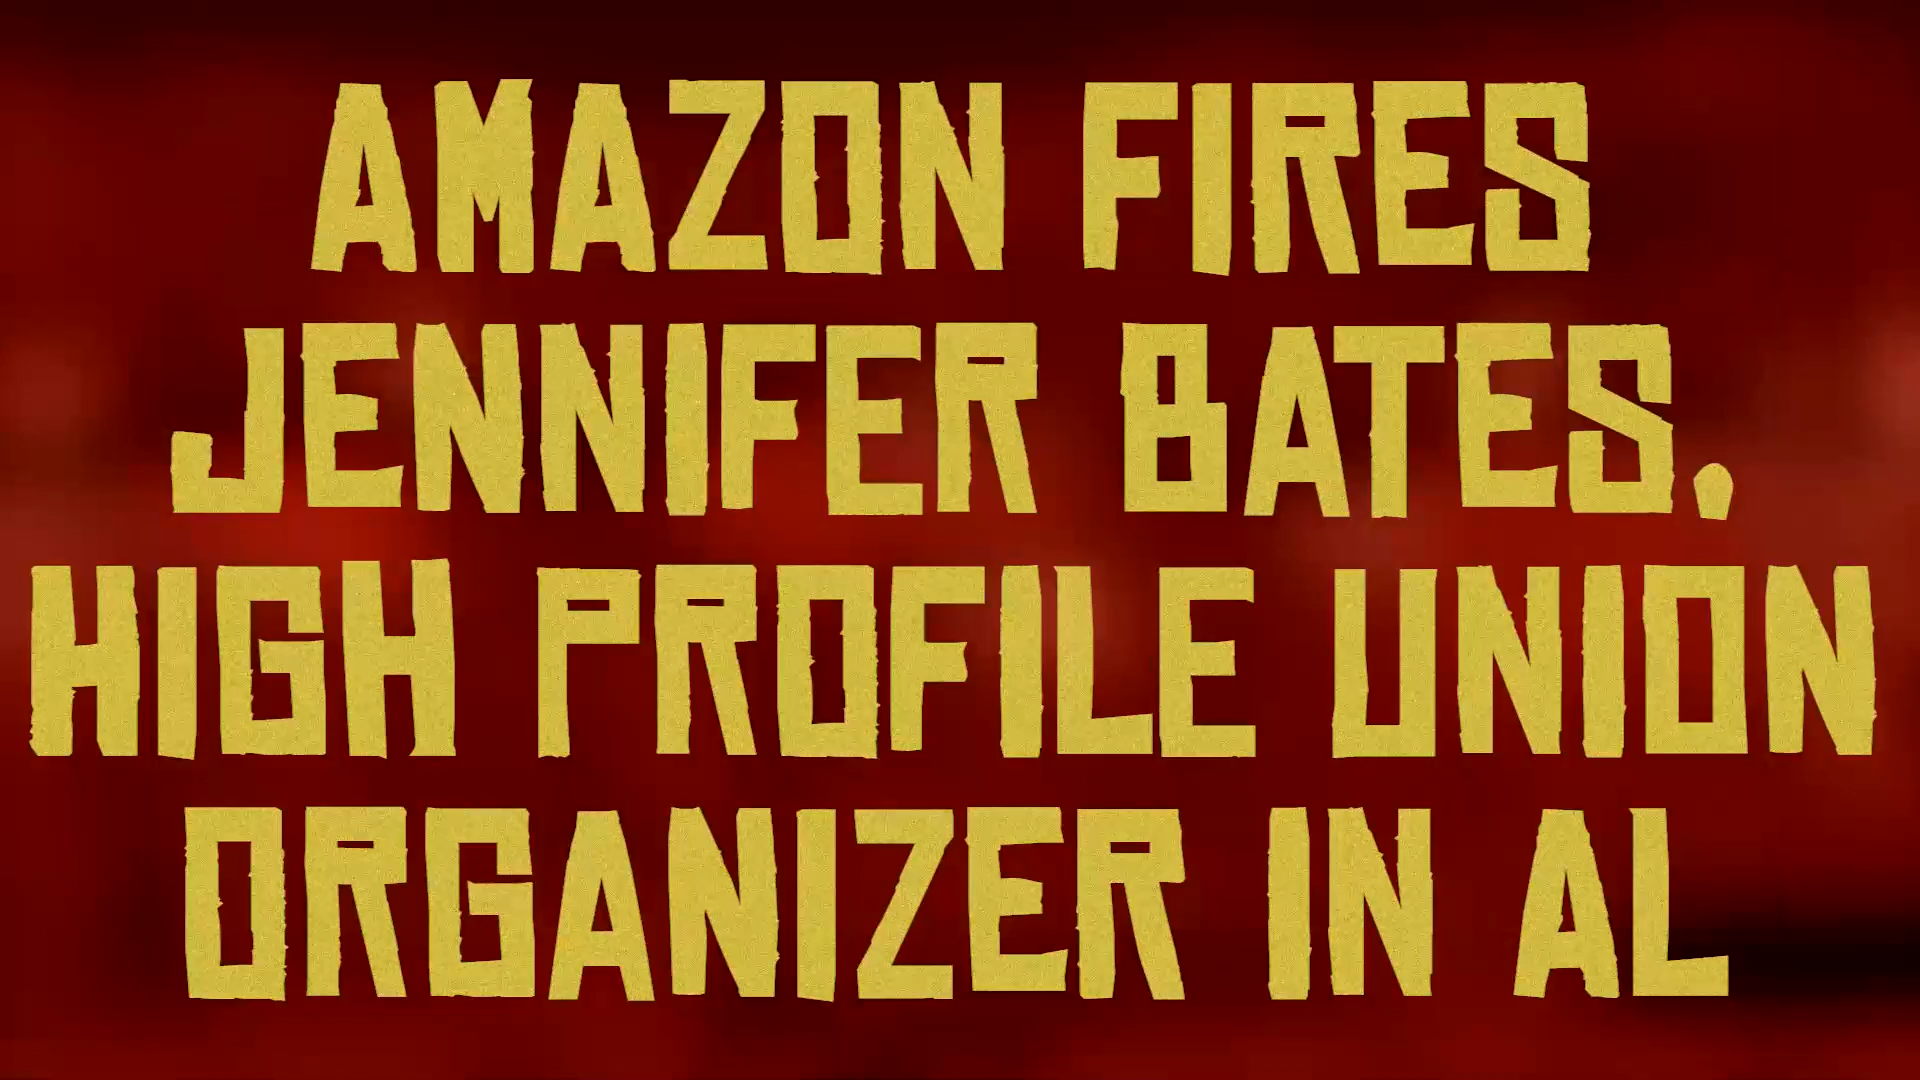 AMAZON FIRES
JENNIFER BATES,
HIGH PROFILE UNION
ORGANIZER IN AL